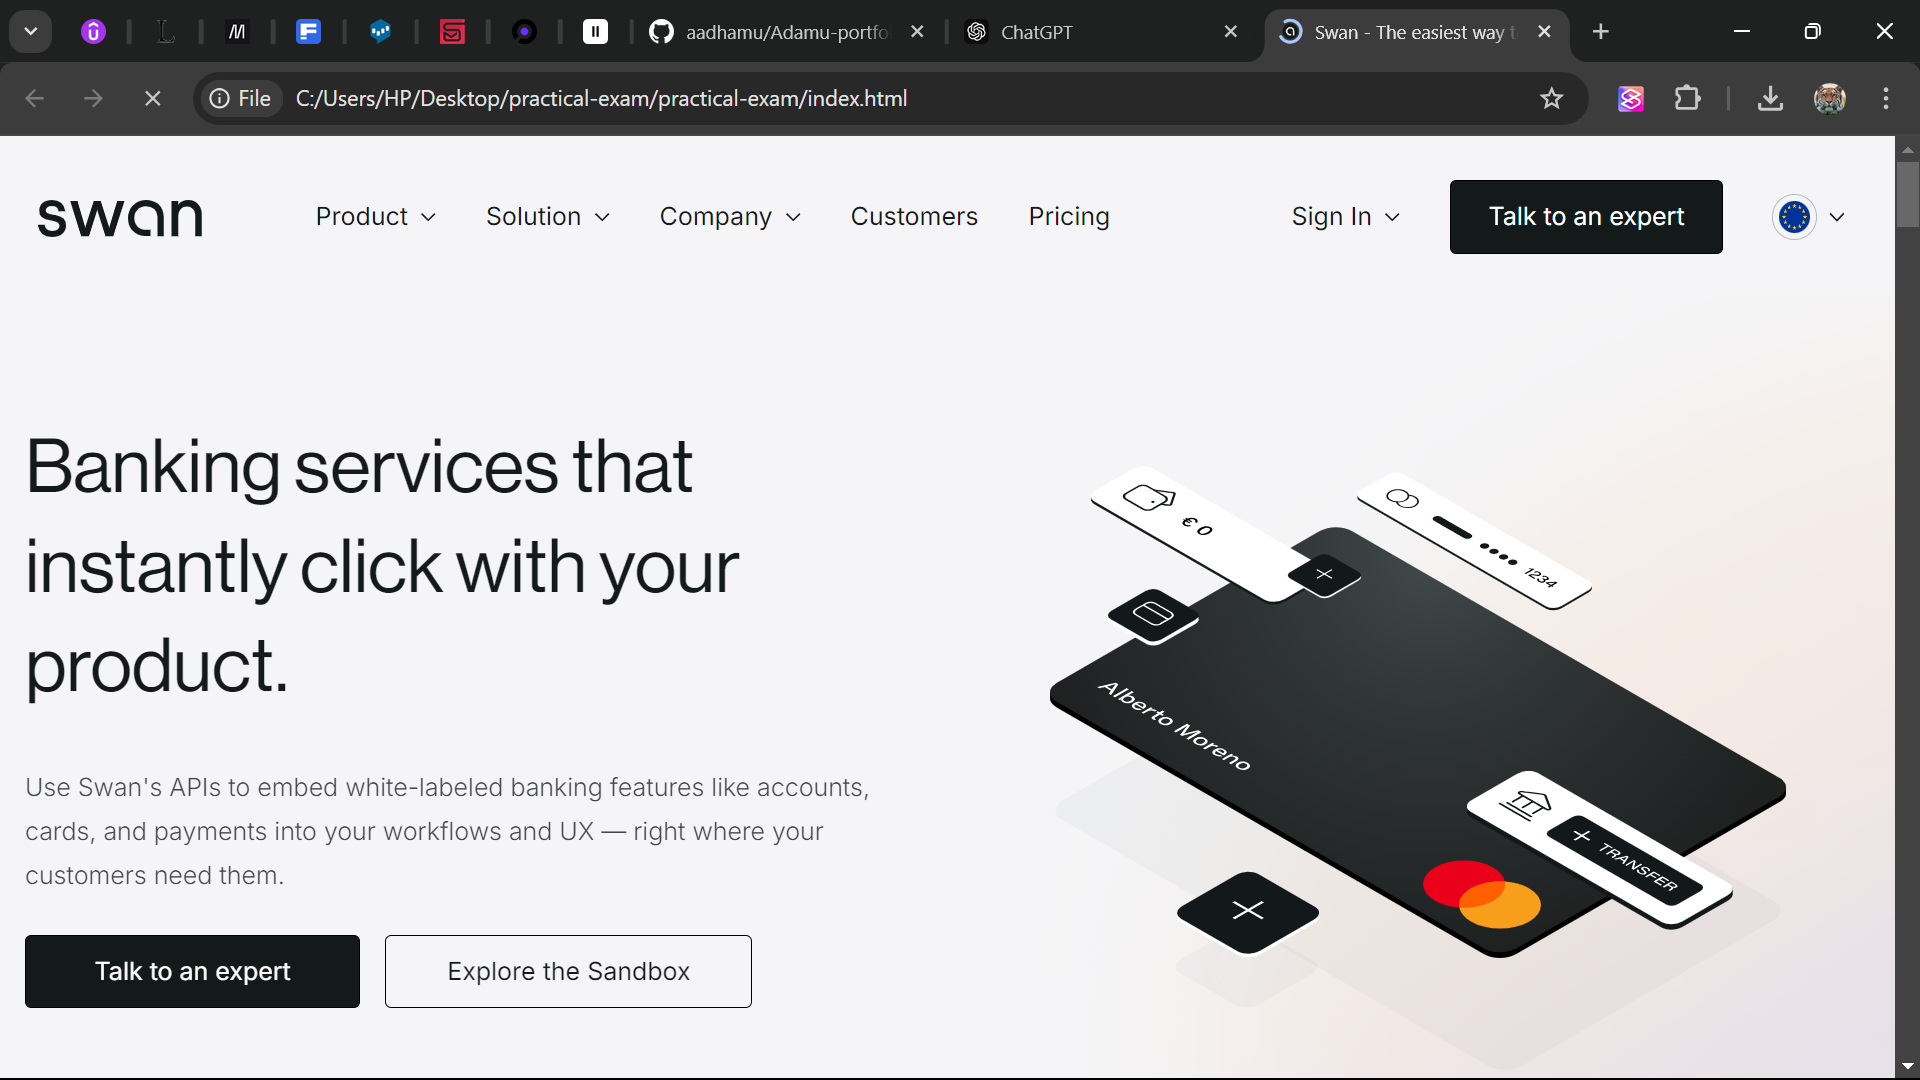 aadhamu/Adamu-portfo
ChatGPT
Swan - The easiest way t
File
C:/Users/HP/Desktop/practical-exam/practical-exam/index.html
swan
Product
Solution
Company
Customers
Pricing
Sign In
Talk to an expert
Banking services that
instantly click with your
product.
Use Swan's APIs to embed white-labeled banking features like accounts,
cards, and payments into your workflows and UX — right where your
customers need them.
Talk to an expert
Explore the Sandbox
€ 0
1234
Alberto Moreno
+ TRANSFER